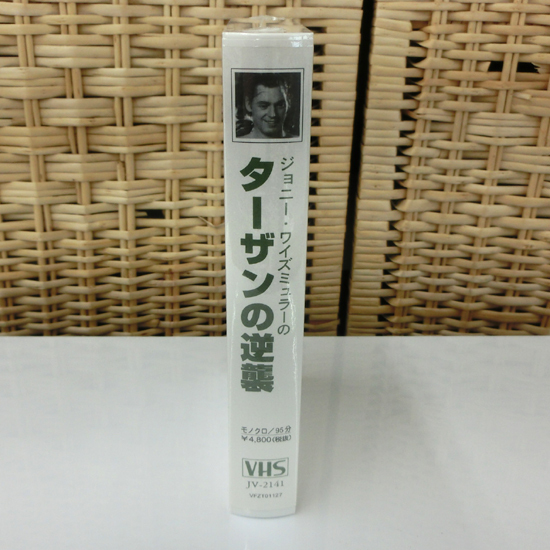 ジョニー・ワイズミュラーの
ターザンの逆襲
モノクロ/95分
¥4,800(税抜)
VHS
JV-2141